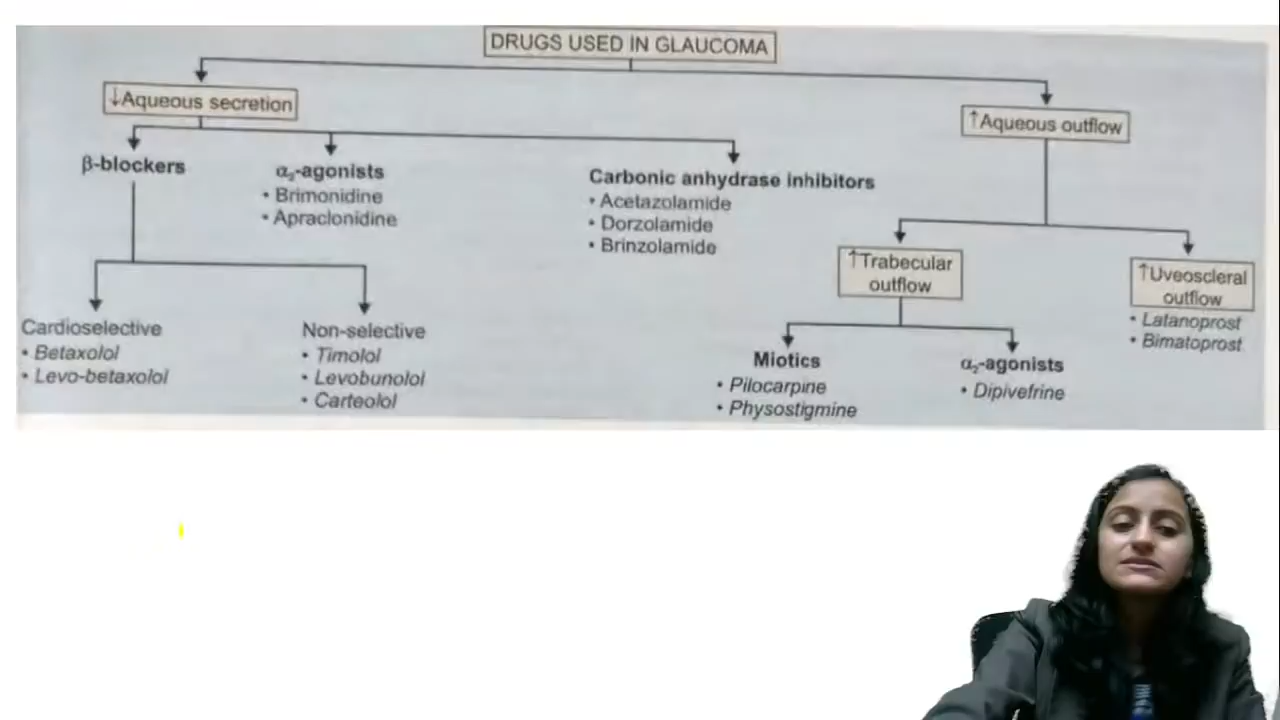 DRUGS USED IN GLAUCOMA
↓Aqueous secretion
↑Aqueous outflow
β-blockers
α₂-agonists
• Brimonidine
• Apraclonidine
Carbonic anhydrase inhibitors
• Acetazolamide
• Dorzolamide
• Brinzolamide
Cardioselective
• Betaxolol
• Levo-betaxolol
Non-selective
• Timolol
• Levobunolol
• Carteolol
↑Trabecular
outflow
Miotics
• Pilocarpine
• Physostigmine
α₂-agonists
• Dipivefrine
↑Uveoscleral
outflow
• Latanoprost
• Bimatoprost